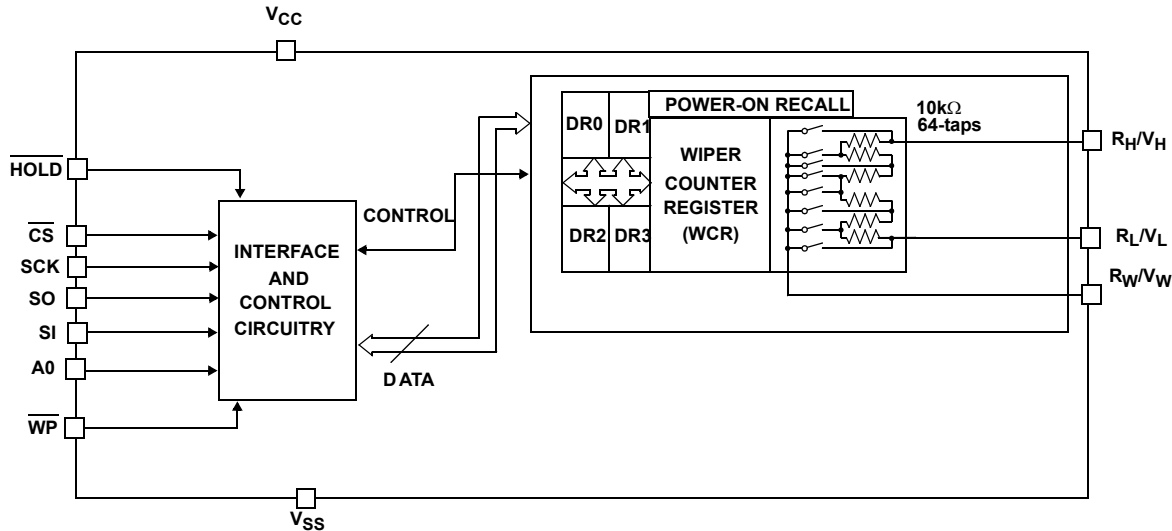 VCC
POWER-ON RECALL
10kΩ
64-taps
DR0
DR1
DR2
DR3
WIPER
COUNTER
REGISTER
(WCR)
RH/VH
RL/VL
RW/VW
HOLD
CS
SCK
SO
SI
A0
WP
INTERFACE
AND
CONTROL
CIRCUITRY
CONTROL
DATA
VSS